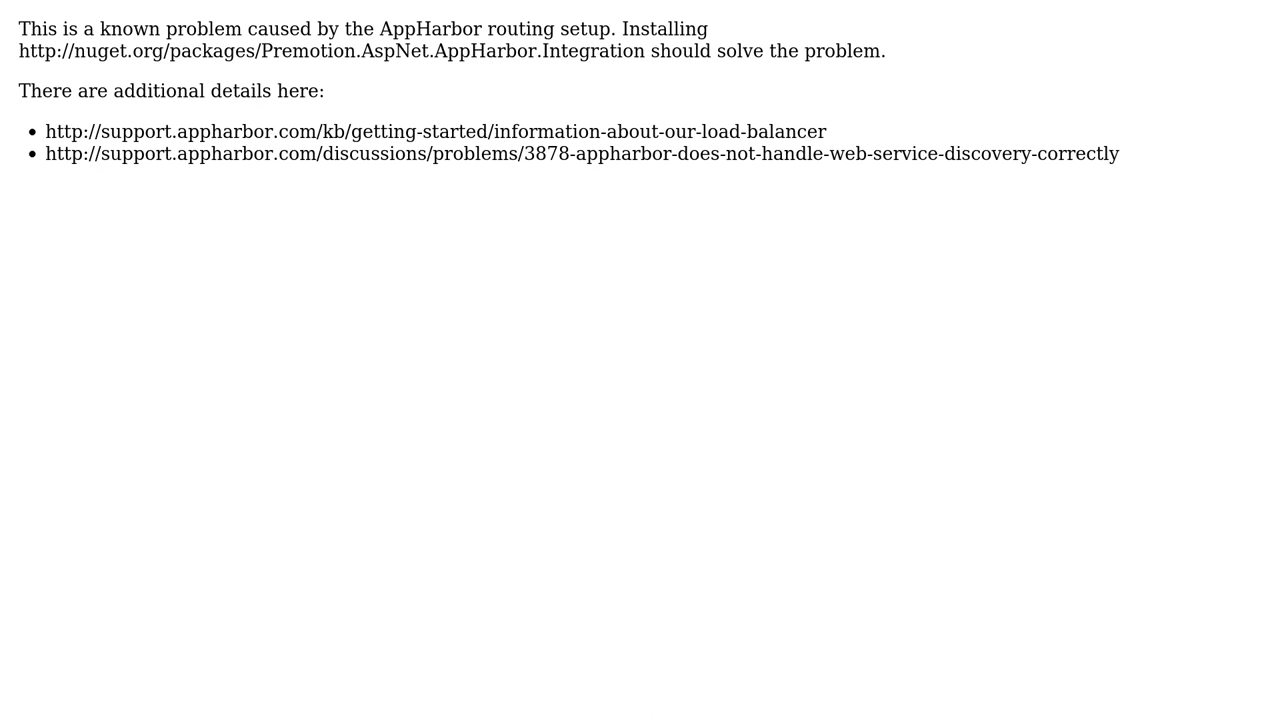 This is a known problem caused by the AppHarbor routing setup. Installing
http://nuget.org/packages/Premotion.AspNet.AppHarbor.Integration should solve the problem.
There are additional details here:
• http://support.appharbor.com/kb/getting-started/information-about-our-load-balancer
• http://support.appharbor.com/discussions/problems/3878-appharbor-does-not-handle-web-service-discovery-correctly